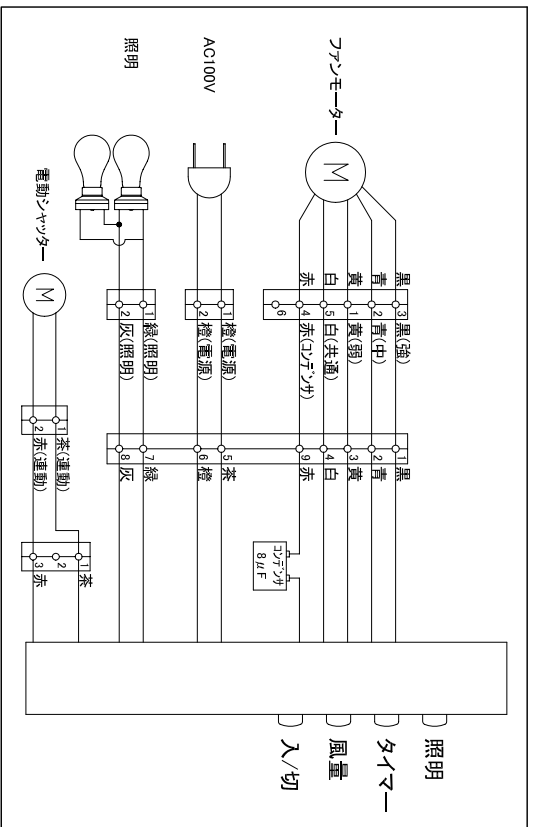 ファンモーター
AC100V
照明
電動シャッター
M
M
黒
青
黄
白
赤
3 黒(強)
2 青(中)
1 黄(弱)
5 白(共通)
4 赤(コンデンサ)
6
1 橙(電源)
2 橙(電源)
1 緑(照明)
2 灰(照明)
1 茶(連動)
2 赤(連動)
1 黒
2 青
3 黄
4 白
9 赤
5 茶
6 橙
7 緑
8 灰
1 茶
2
3 赤
コンデンサ
8μF
照明
タイマー
風量
入/切